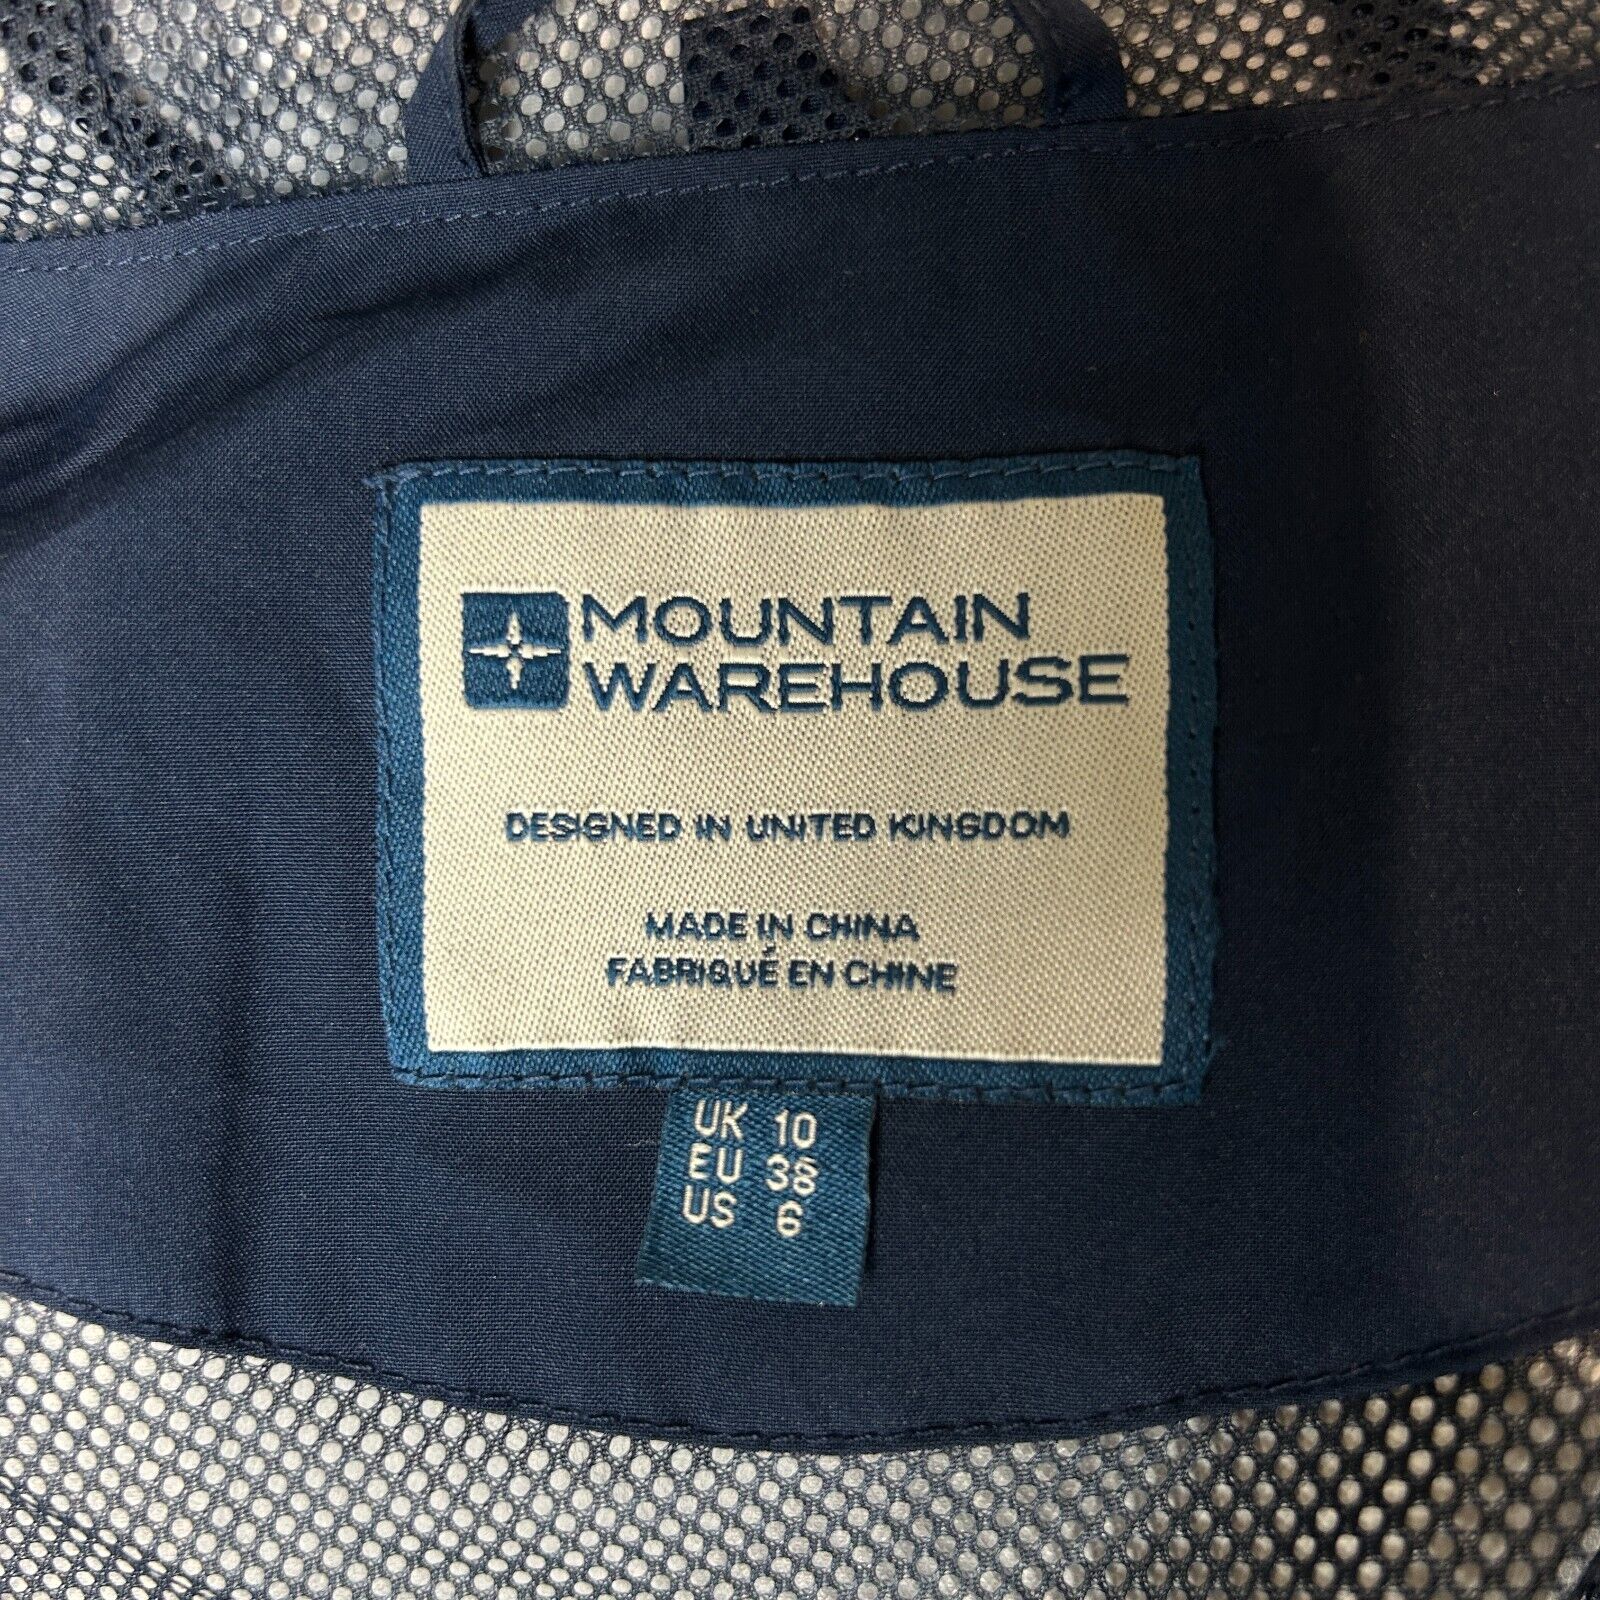 MOUNTAIN
WAREHOUSE
DESIGNED IN UNITED KINGDOM
MADE IN CHINA
FABRIQUÉ EN CHINE
UK 10
EU 38
US 6